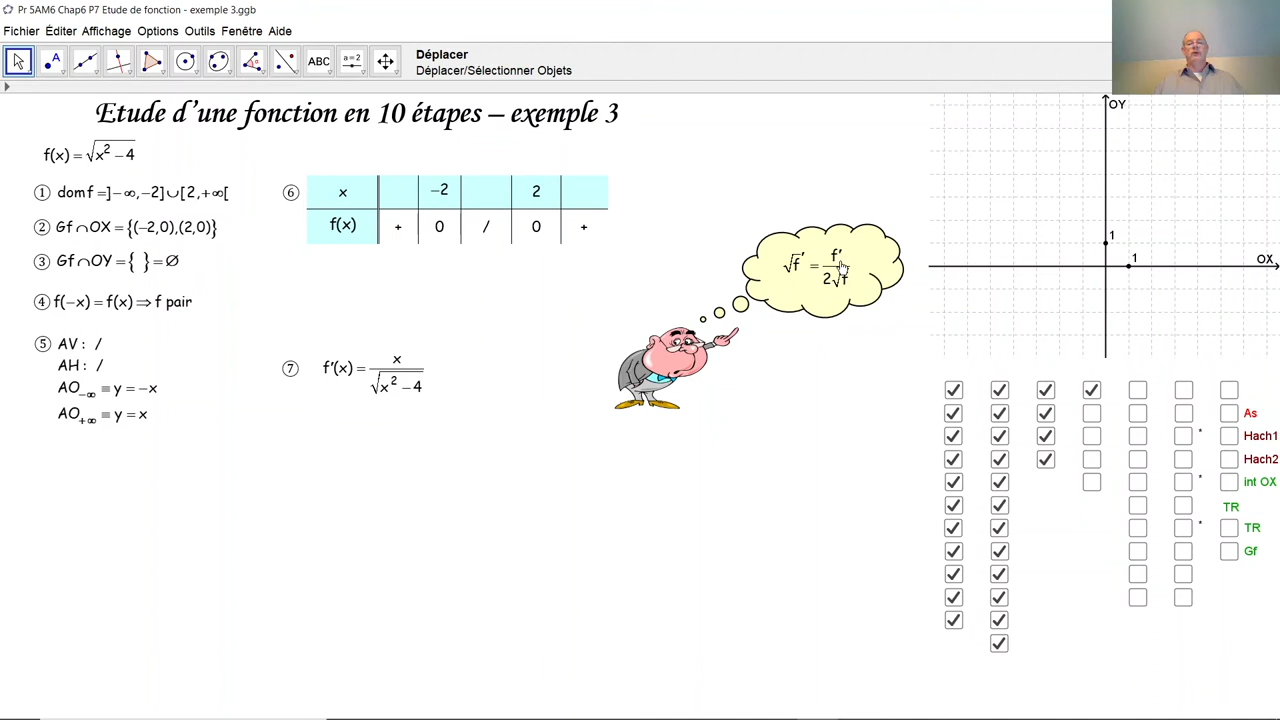 Pr 5AM6 Chap6 P7 Etude de fonction - exemple 3.ggb
Fichier Éditer Affichage Options Outils Fenêtre Aide
A ABC a=2
Déplacer
Déplacer/Sélectionner Objets
Etude d'une fonction en 10 étapes – exemple 3
f(x) = √(x² − 4)
① dom f = ]−∞, −2] ∪ [2, +∞[
② Gf ∩ OX = {(−2,0),(2,0)}
③ Gf ∩ OY = { } = Ø
④ f(−x) = f(x) ⇒ f pair
⑤ AV : /
AH : /
AO−∞ ≡ y = −x
AO+∞ ≡ y = x
⑥ x −2 2
f(x) + 0 / 0 +
√f′ = f′ / 2√f
⑦ f′(x) = x / √(x² − 4)
OY
1
1
OX
As
* Hach1
Hach2
* int OX
TR
* TR
Gf